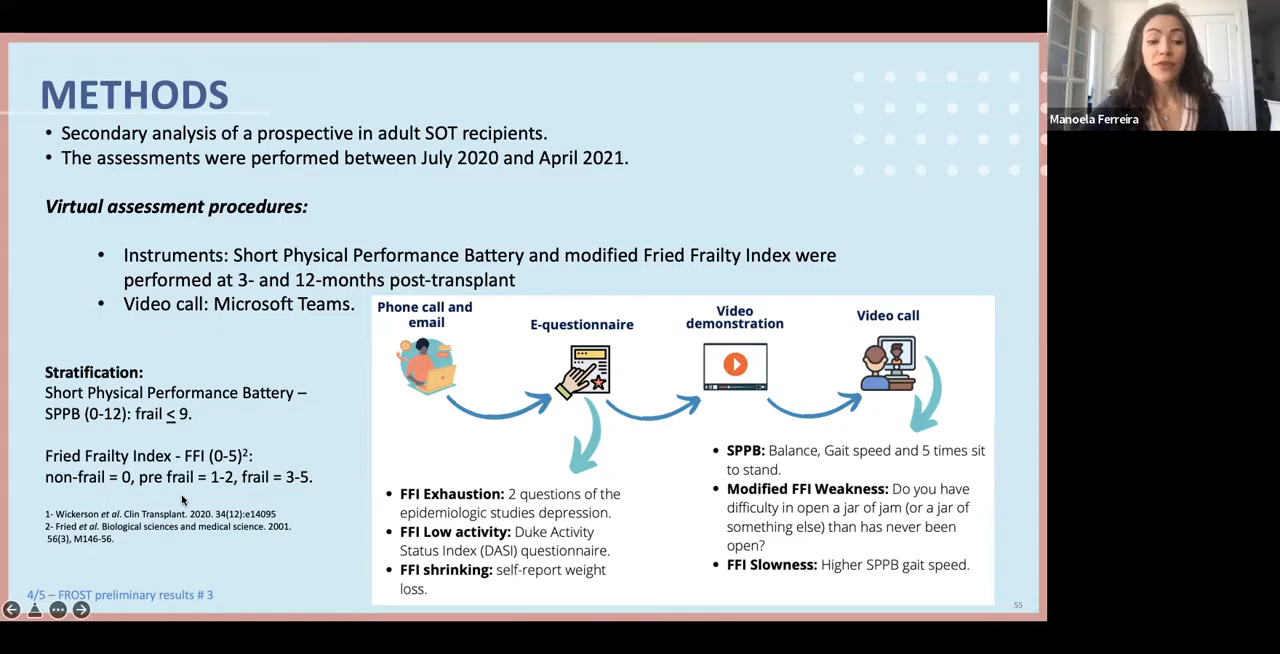 METHODS
• Secondary analysis of a prospective in adult SOT recipients.
• The assessments were performed between July 2020 and April 2021.
Virtual assessment procedures:
• Instruments: Short Physical Performance Battery and modified Fried Frailty Index were
performed at 3- and 12-months post-transplant
• Video call: Microsoft Teams.
Stratification:
Short Physical Performance Battery –
SPPB (0-12): frail < 9.
Fried Frailty Index - FFI (0-5)²:
non-frail = 0, pre frail = 1-2, frail = 3-5.
1- Wickerson et al. Clin Transplant. 2020. 34(12):e14095
2- Fried et al. Biological sciences and medical science. 2001.
56(3), M146-56.
4/5 – FROST preliminary results # 3
Phone call and
email
E-questionnaire
Video
demonstration
Video call
• FFI Exhaustion: 2 questions of the
epidemiologic studies depression.
• FFI Low activity: Duke Activity
Status Index (DASI) questionnaire.
• FFI shrinking: self-report weight
loss.
• SPPB: Balance, Gait speed and 5 times sit
to stand.
• Modified FFI Weakness: Do you have
difficulty in open a jar of jam (or a jar of
something else) than has never been
open?
• FFI Slowness: Higher SPPB gait speed.
55
Manoela Ferreira